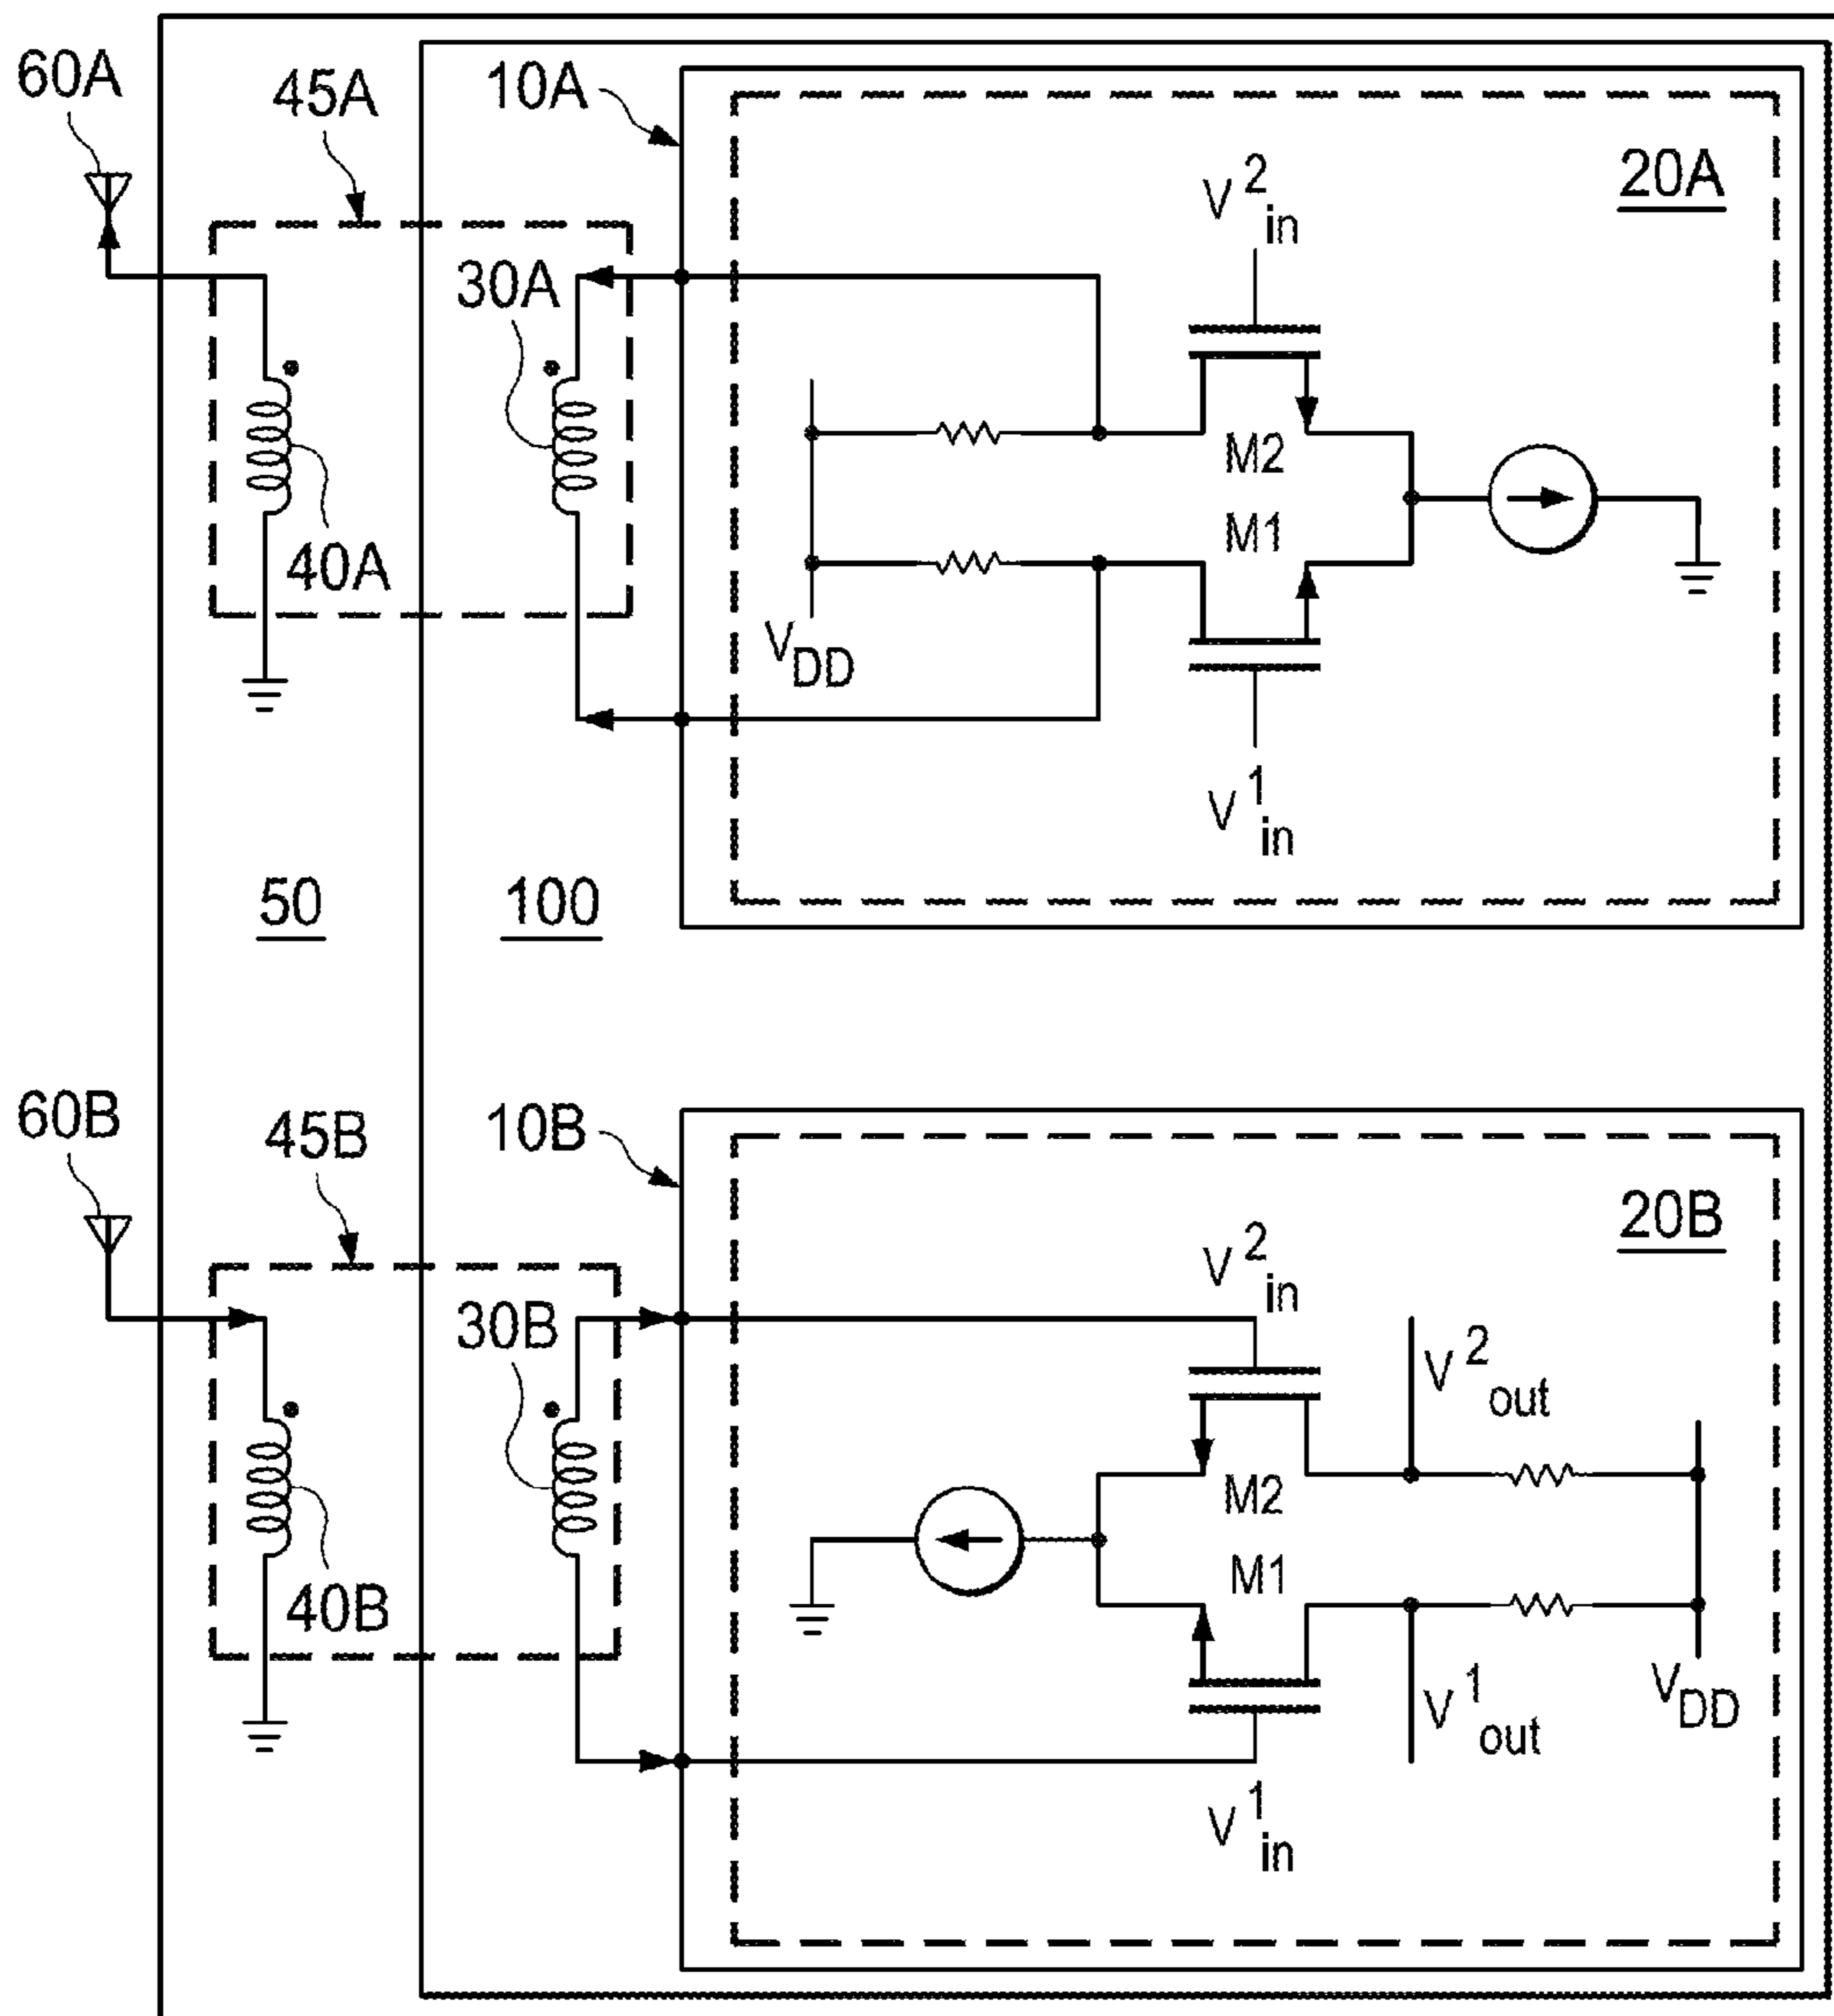 60A
45A
10A
20A
V²in
30A
M2
M1
40A
VDD
V¹in
50
100
60B
45B
10B
20B
V²in
30B
V²out
M2
M1
40B
V¹out
VDD
V¹in